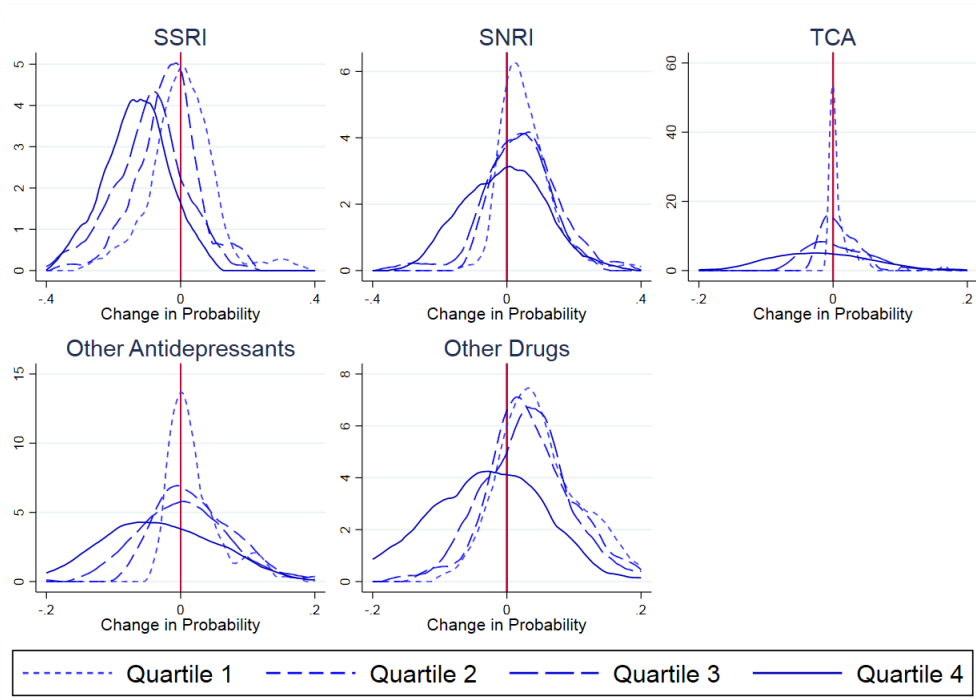 SSRI
5
4
3
2
1
0
-.4 0 .4
Change in Probability
SNRI
6
4
2
0
-.4 0 .4
Change in Probability
TCA
60
40
20
0
-.2 0 .2
Change in Probability
Other Antidepressants
15
10
5
0
-.2 0 .2
Change in Probability
Other Drugs
8
6
4
2
0
-.2 0 .2
Change in Probability
Quartile 1 Quartile 2 Quartile 3 Quartile 4